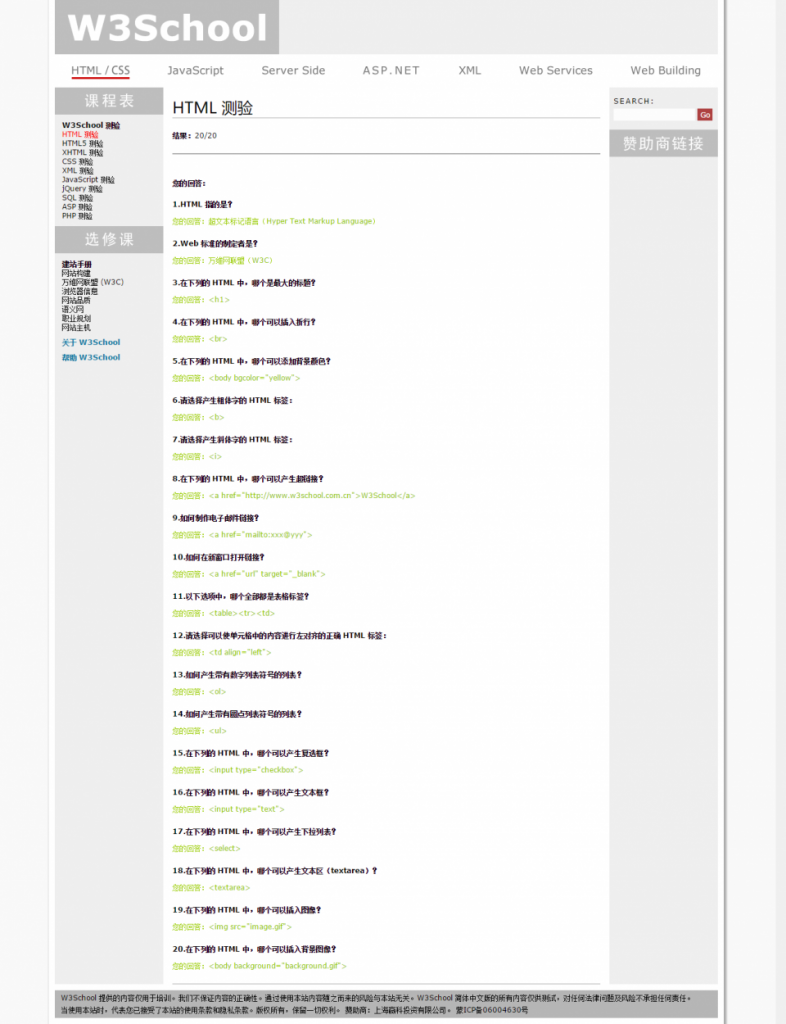 W3School
HTML / CSS JavaScript Server Side ASP.NET XML Web Services Web Building
课程表
W3School 测验
HTML 测验
HTML5 测验
XHTML 测验
CSS 测验
XML 测验
JavaScript 测验
jQuery 测验
SQL 测验
ASP 测验
PHP 测验
选修课
建站手册
网站构建
万维网联盟 (W3C)
浏览器信息
网站品质
语义网
职业规划
网站主机
关于 W3School
帮助 W3School
HTML 测验
结果：20/20
您的回答：
1.HTML 指的是？
您的回答：超文本标记语言（Hyper Text Markup Language）
2.Web 标准的制定者是？
您的回答：万维网联盟（W3C）
3.在下列的 HTML 中，哪个是最大的标题？
您的回答：<h1>
4.在下列的 HTML 中，哪个可以插入折行？
您的回答：<br>
5.在下列的 HTML 中，哪个可以添加背景颜色？
您的回答：<body bgcolor="yellow">
6.请选择产生粗体字的 HTML 标签：
您的回答：<b>
7.请选择产生斜体字的 HTML 标签：
您的回答：<i>
8.在下列的 HTML 中，哪个可以产生超链接？
您的回答：<a href="http://www.w3school.com.cn">W3School</a>
9.如何制作电子邮件链接？
您的回答：<a href="mailto:xxx@yyy">
10.如何在新窗口打开链接？
您的回答：<a href="url" target="_blank">
11.以下选项中，哪个全部都是表格标签？
您的回答：<table><tr><td>
12.请选择可以使单元格中的内容进行左对齐的正确 HTML 标签：
您的回答：<td align="left">
13.如何产生带有数字列表符号的列表？
您的回答：<ol>
14.如何产生带有圆点列表符号的列表？
您的回答：<ul>
15.在下列的 HTML 中，哪个可以产生复选框？
您的回答：<input type="checkbox">
16.在下列的 HTML 中，哪个可以产生文本框？
您的回答：<input type="text">
17.在下列的 HTML 中，哪个可以产生下拉列表？
您的回答：<select>
18.在下列的 HTML 中，哪个可以产生文本区（textarea）？
您的回答：<textarea>
19.在下列的 HTML 中，哪个可以插入图像？
您的回答：<img src="image.gif">
20.在下列的 HTML 中，哪个可以插入背景图像？
您的回答：<body background="background.gif">
SEARCH:
Go
赞助商链接
W3School 提供的内容仅用于培训。我们不保证内容的正确性。通过使用本站内容随之而来的风险与本站无关。W3School 简体中文版的所有内容仅供测试，对任何法律问题及风险不承担任何责任。
当使用本站时，代表您已接受了本站的使用条款和隐私条款。版权所有，保留一切权利。 赞助商：上海赢科投资有限公司。 蒙ICP备06004630号